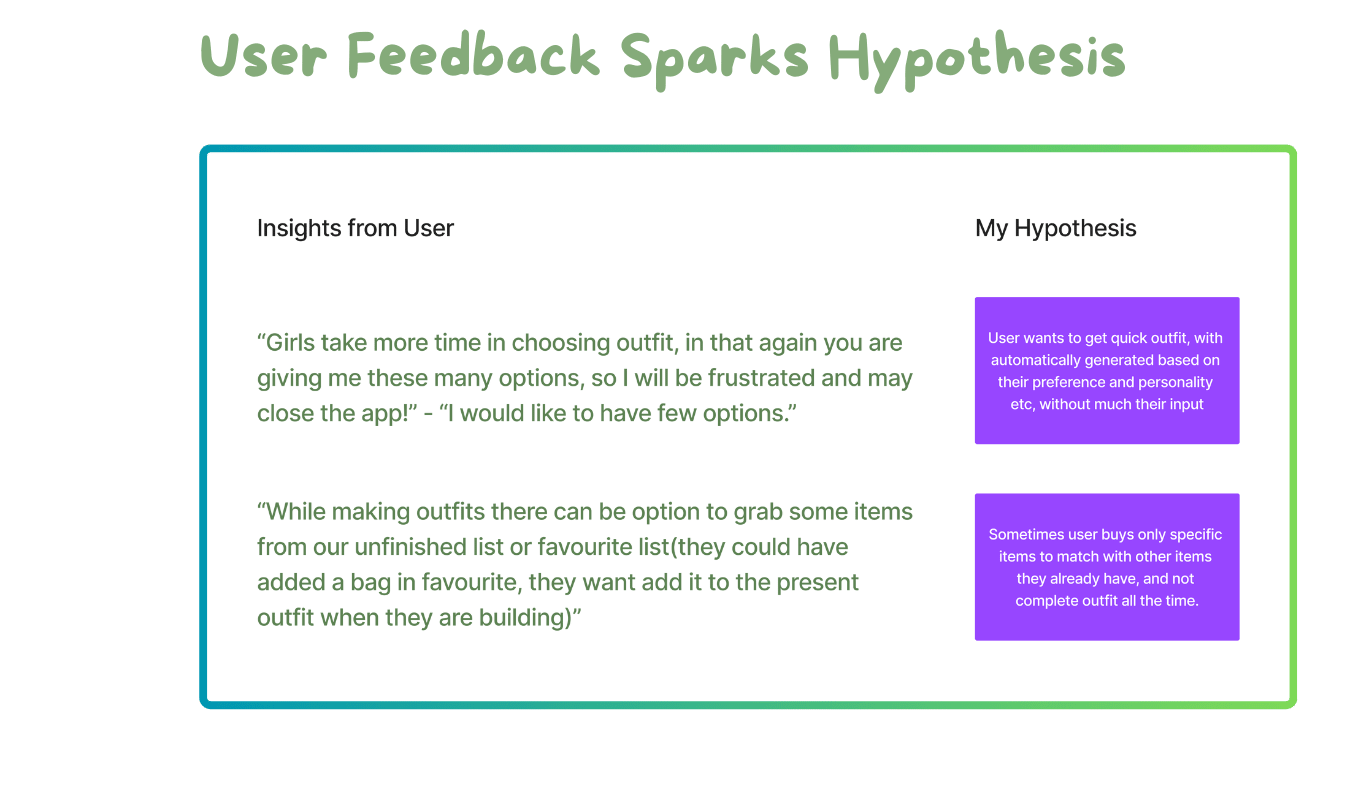 User Feedback Sparks Hypothesis
Insights from User
My Hypothesis
“Girls take more time in choosing outfit, in that again you are
giving me these many options, so I will be frustrated and may
close the app!” - “I would like to have few options.”
User wants to get quick outfit, with
automatically generated based on
their preference and personality
etc, without much their input
“While making outfits there can be option to grab some items
from our unfinished list or favourite list(they could have
added a bag in favourite, they want add it to the present
outfit when they are building)”
Sometimes user buys only specific
items to match with other items
they already have, and not
complete outfit all the time.